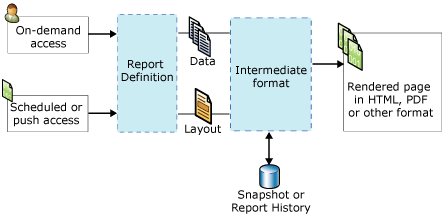 On-demand
access
Scheduled or
push access
Report
Definition
Data
Layout
Intermediate
format
Snapshot or
Report History
Rendered page
in HTML, PDF
or other format